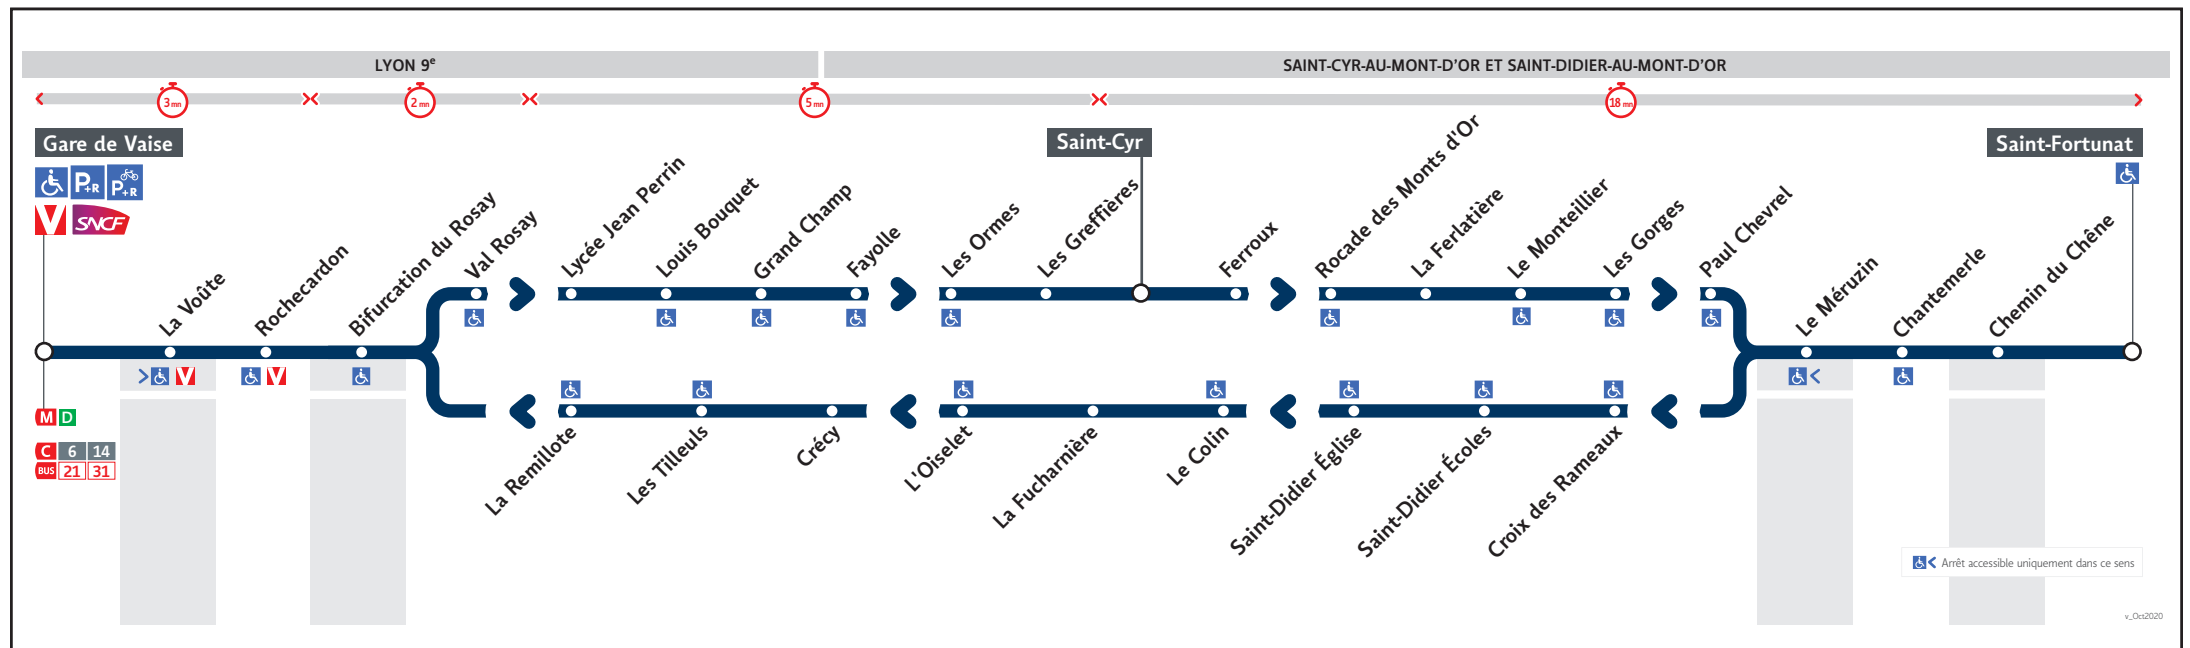 LYON 9e
SAINT-CYR-AU-MONT-D'OR ET SAINT-DIDIER-AU-MONT-D'OR
3 mn
2 mn
5 mn
18 mn
Gare de Vaise
Saint-Cyr
Saint-Fortunat
P+R
P+R
V
SNCF
La Voûte
Rochecardon
Bifurcation du Rosay
Val Rosay
Lycée Jean Perrin
Louis Bouquet
Grand Champ
Fayolle
Les Ormes
Les Greffières
Ferroux
Rocade des Monts d'Or
La Ferlatière
Le Monteillier
Les Gorges
Paul Chevrel
Le Méruzin
Chantemerle
Chemin du Chêne
> V
V
<
M D
C 6 14
BUS 21 31
La Remillote
Les Tilleuls
Crécy
L'Oiselet
La Fucharnière
Le Colin
Saint-Didier Église
Saint-Didier Écoles
Croix des Rameaux
< Arrêt accessible uniquement dans ce sens
v_Oct2020